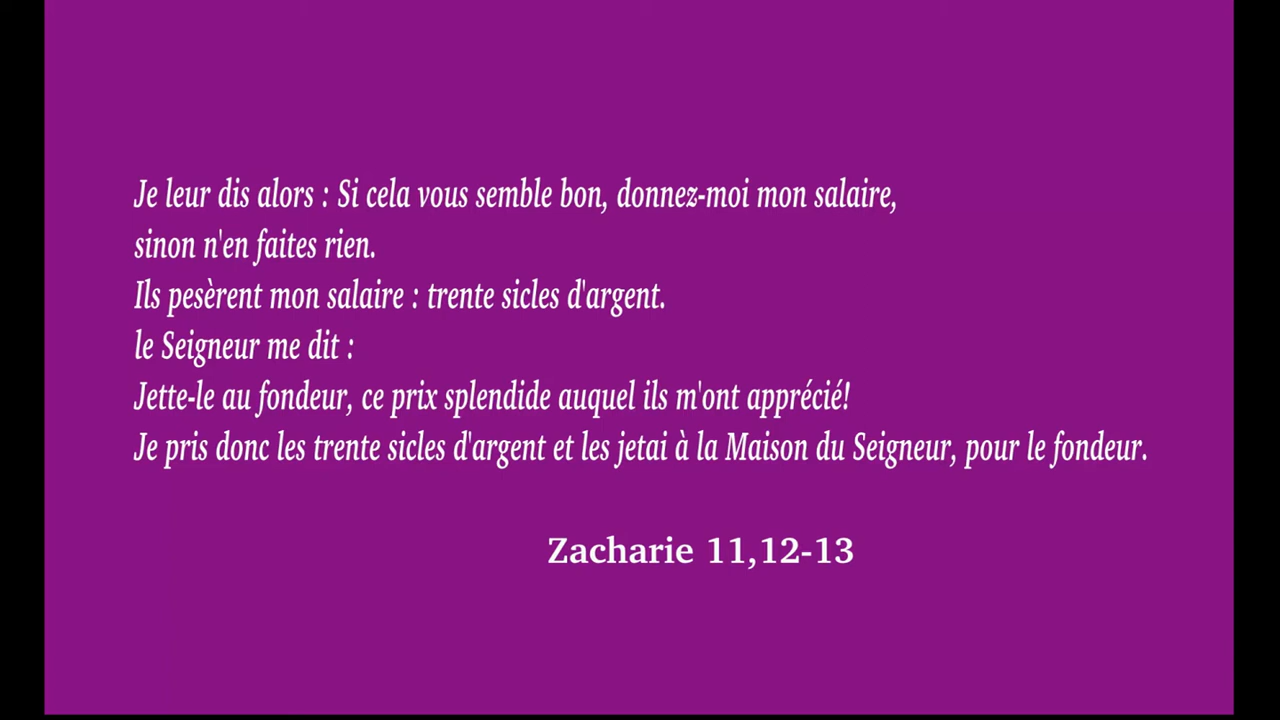 Je leur dis alors : Si cela vous semble bon, donnez-moi mon salaire,
sinon n'en faites rien.
Ils pesèrent mon salaire : trente sicles d'argent.
le Seigneur me dit :
Jette-le au fondeur, ce prix splendide auquel ils m'ont apprécié!
Je pris donc les trente sicles d'argent et les jetai à la Maison du Seigneur, pour le fondeur.
Zacharie 11,12-13